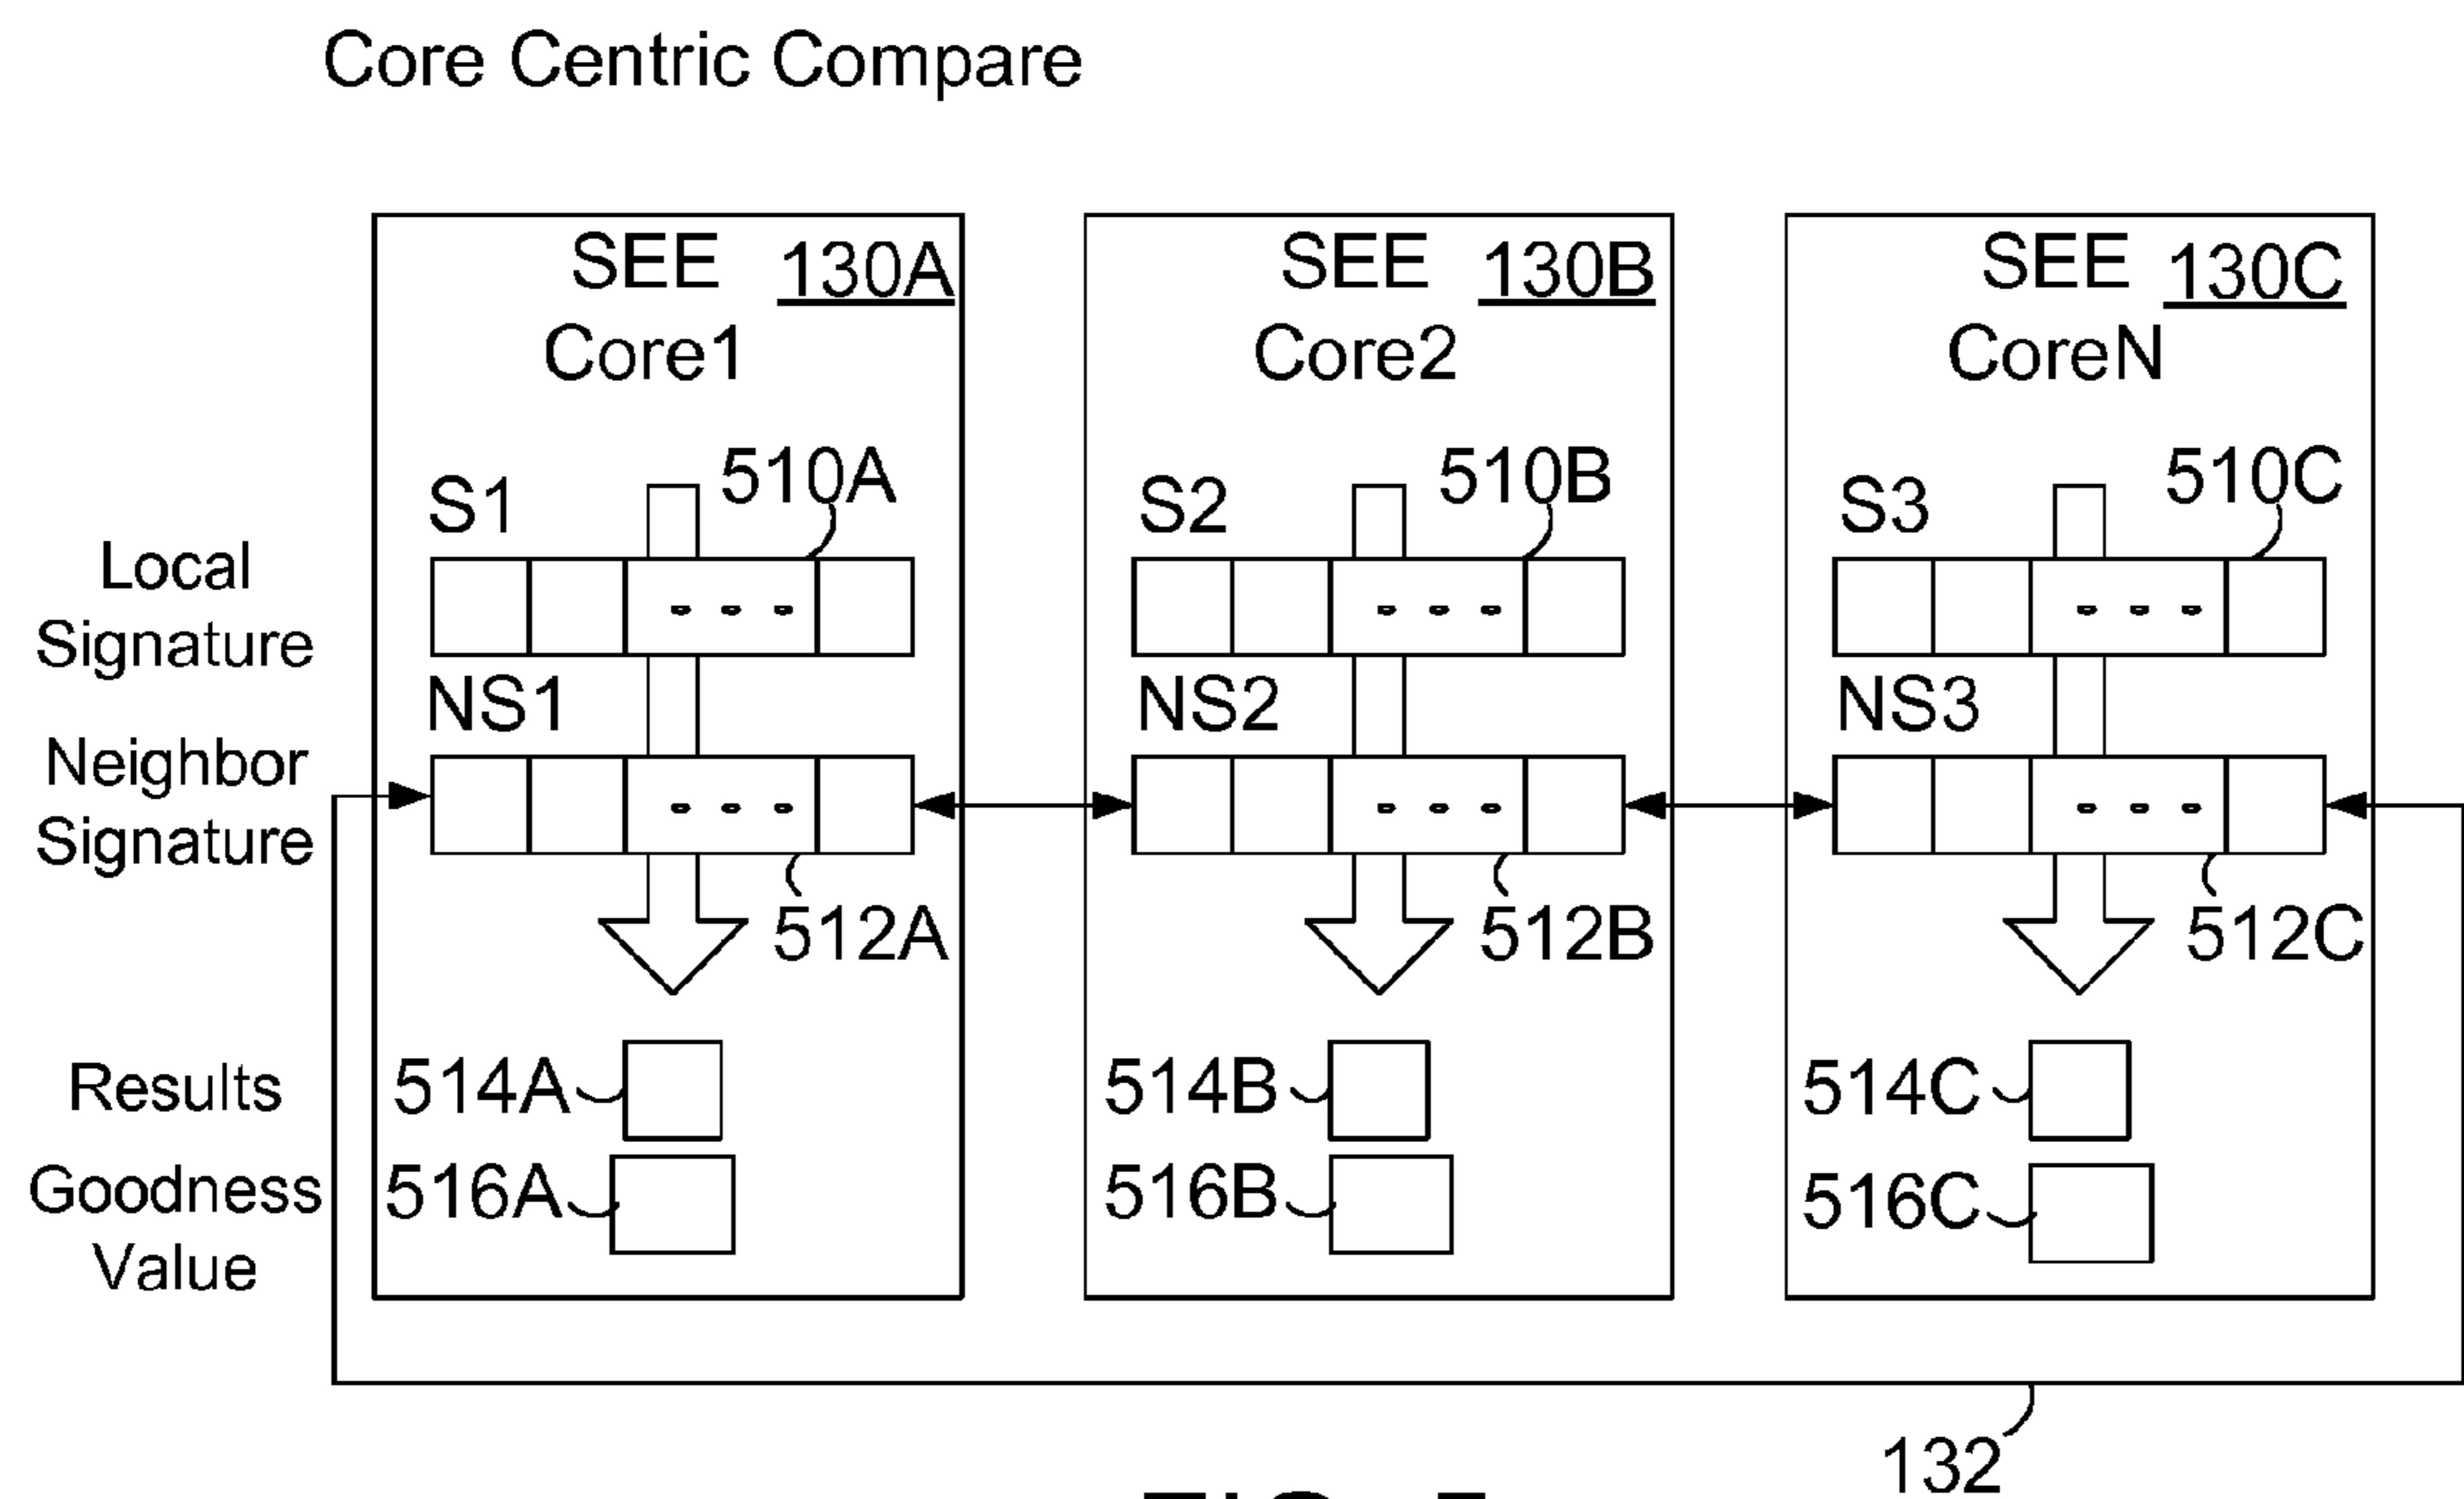 Core Centric Compare
SEE 130A
Core1
SEE 130B
Core2
SEE 130C
CoreN
S1 510A
S2 510B
S3 510C
Local
Signature
NS1
NS2
NS3
Neighbor
Signature
512A
512B
512C
Results
514A
514B
514C
Goodness
Value
516A
516B
516C
132